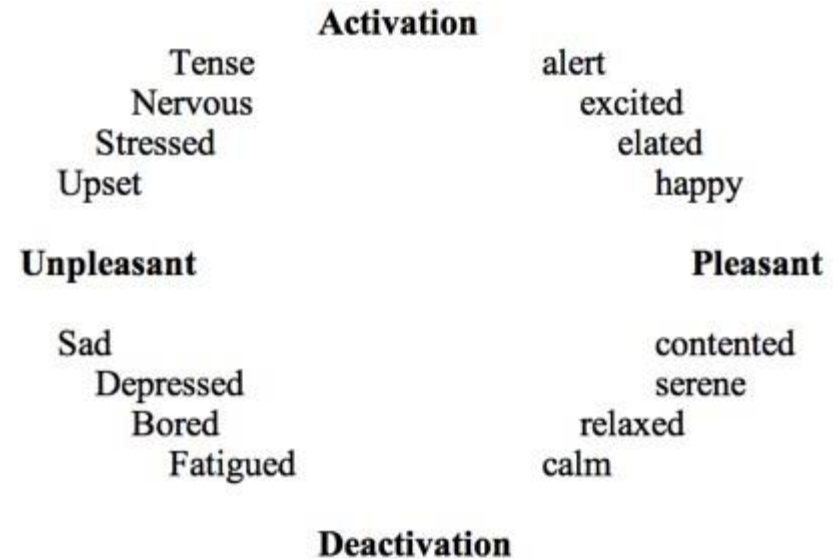 Activation
Tense alert
Nervous excited
Stressed elated
Upset happy
Unpleasant Pleasant
Sad contented
Depressed serene
Bored relaxed
Fatigued calm
Deactivation